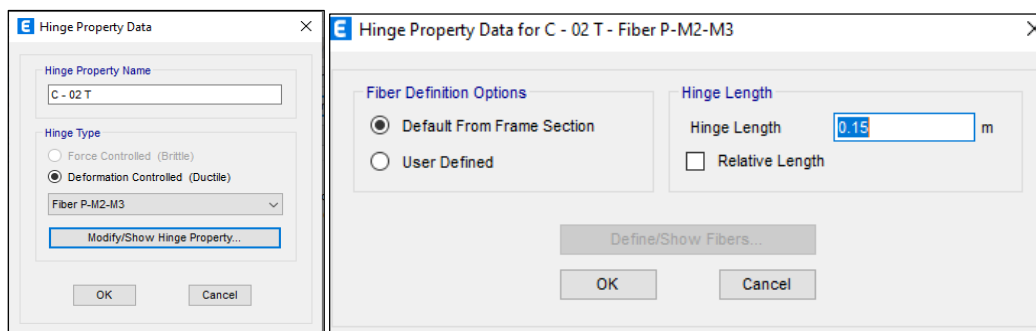 E Hinge Property Data
Hinge Property Name
C - 02 T
Hinge Type
Force Controlled (Brittle)
Deformation Controlled (Ductile)
Fiber P-M2-M3
Modify/Show Hinge Property...
OK Cancel
E Hinge Property Data for C - 02 T - Fiber P-M2-M3
Fiber Definition Options
Default From Frame Section
User Defined
Hinge Length
Hinge Length 0.15 m
Relative Length
Define/Show Fibers...
OK Cancel